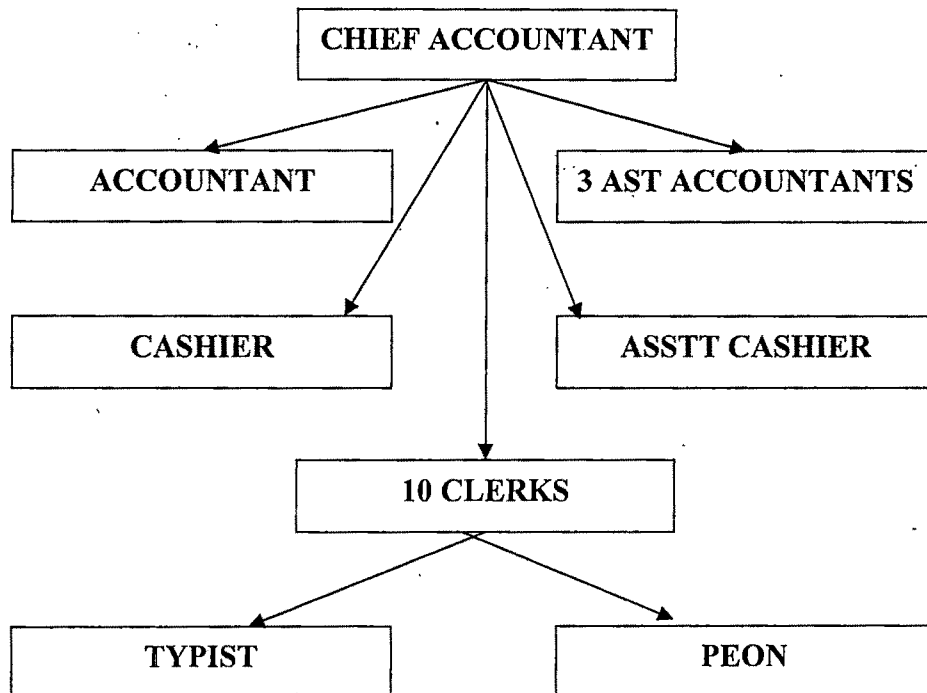 CHIEF ACCOUNTANT
ACCOUNTANT
3 AST ACCOUNTANTS
CASHIER
ASSTT CASHIER
10 CLERKS
TYPIST
PEON